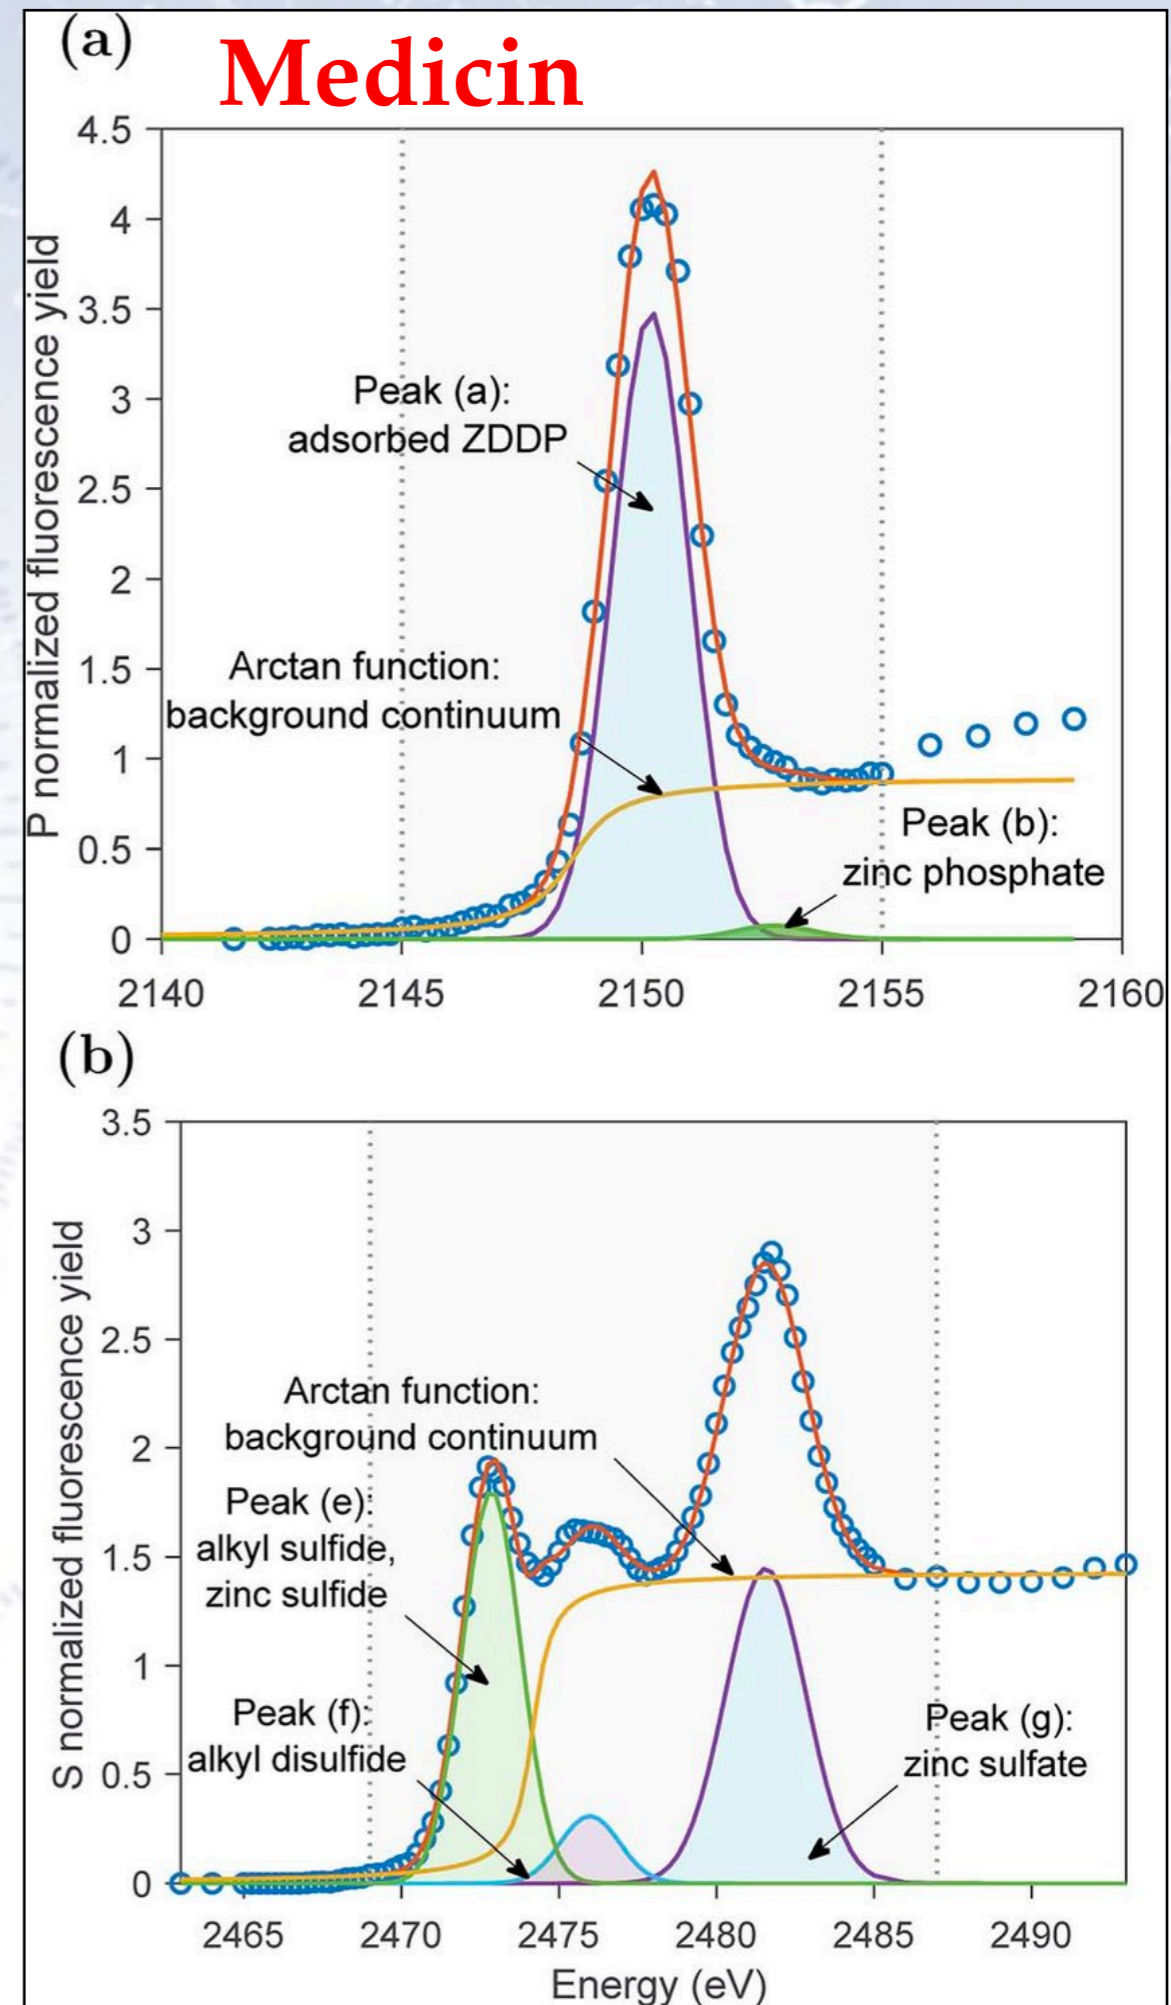 (a)
Medicin
P normalized fluorescence yield
4.5
4
3.5
3
2.5
2
1.5
1
0.5
0
Peak (a):
adsorbed ZDDP
Arctan function:
background continuum
Peak (b):
zinc phosphate
2140 2145 2150 2155 2160
(b)
S normalized fluorescence yield
3.5
3
2.5
2
1.5
1
0.5
0
Arctan function:
background continuum
Peak (e):
alkyl sulfide,
zinc sulfide
Peak (f):
alkyl disulfide
Peak (g):
zinc sulfate
2465 2470 2475 2480 2485 2490
Energy (eV)